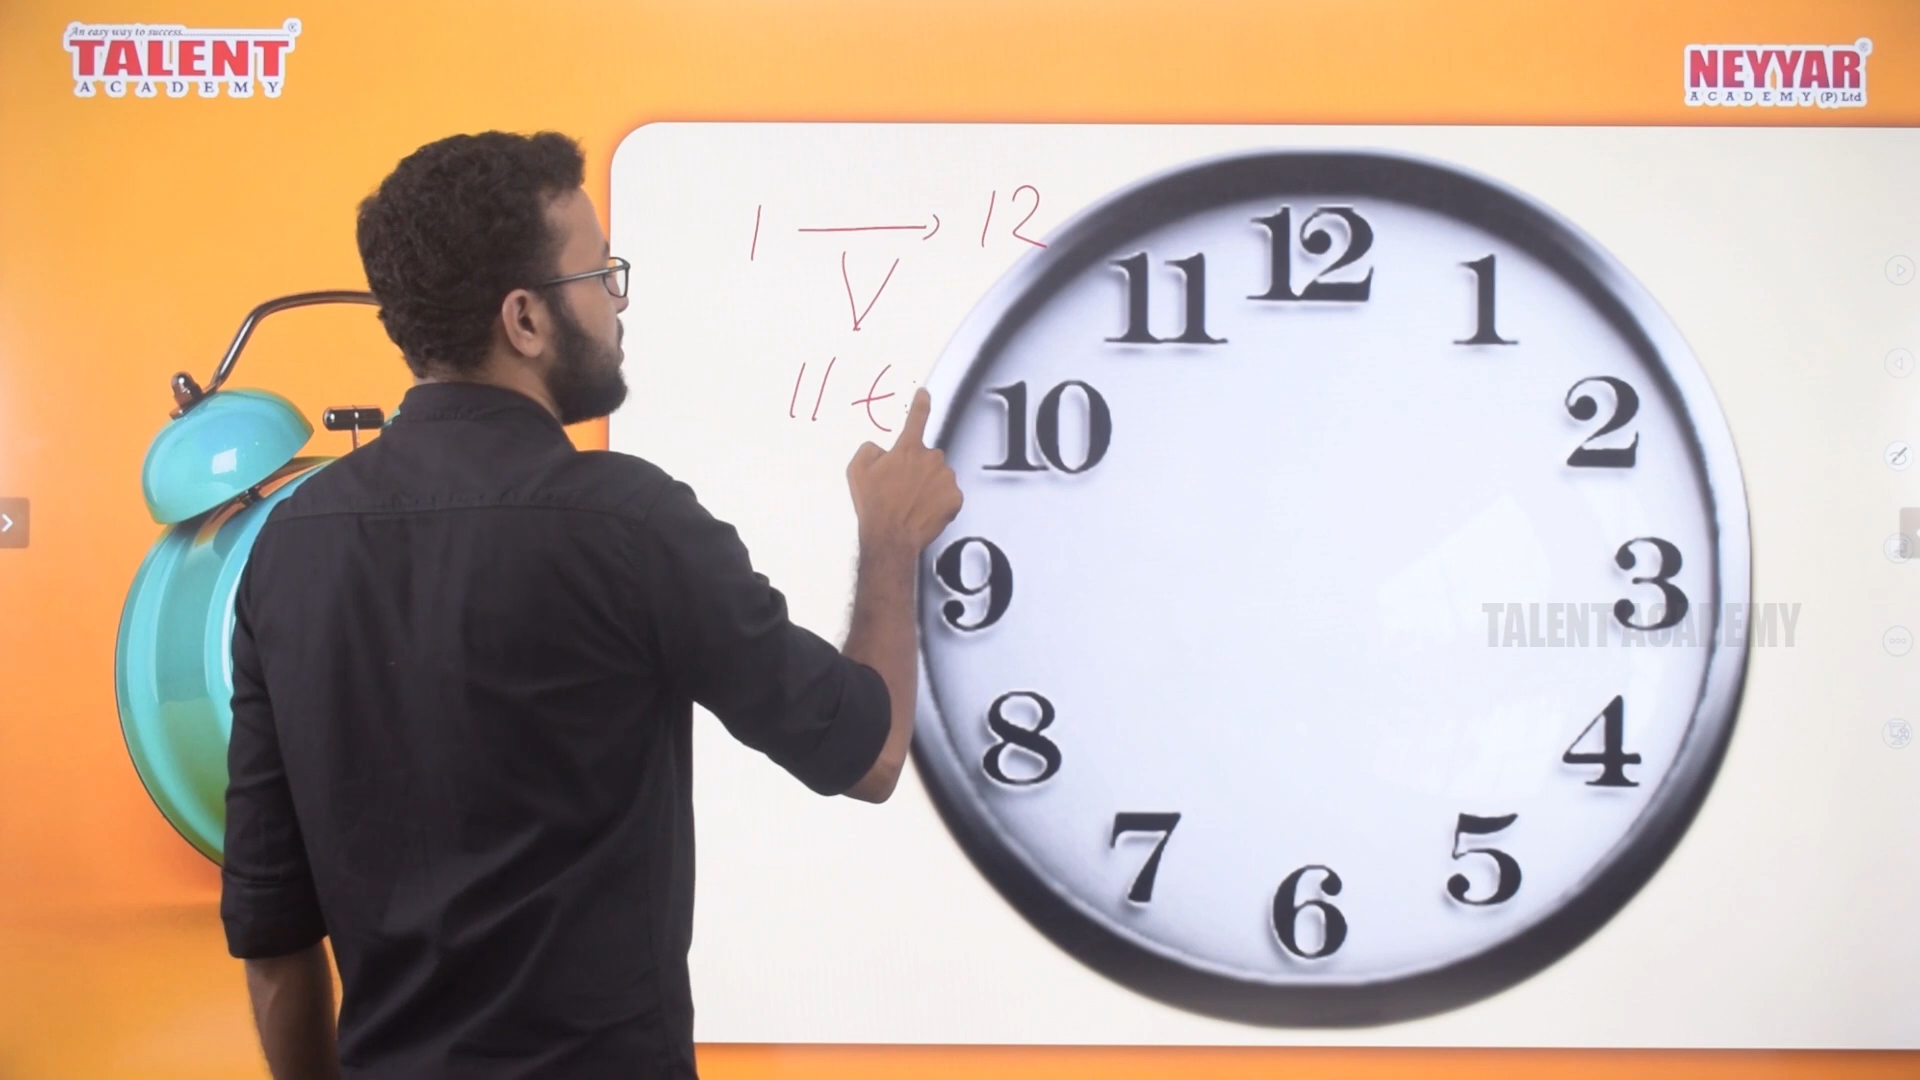 An easy way to success........
TALENT
ACADEMY
NEYYAR
ACADEMY (P) Ltd
1 → 12
V
11 t
12
11 1
10 2
9 3
8 4
7 5
6
TALENT ACADEMY